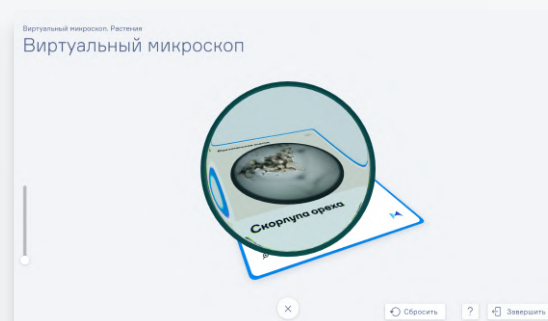 Виртуальный микроскоп, Растения
Виртуальный микроскоп
Скорлупа ореха
Сбросить
?
Завершить